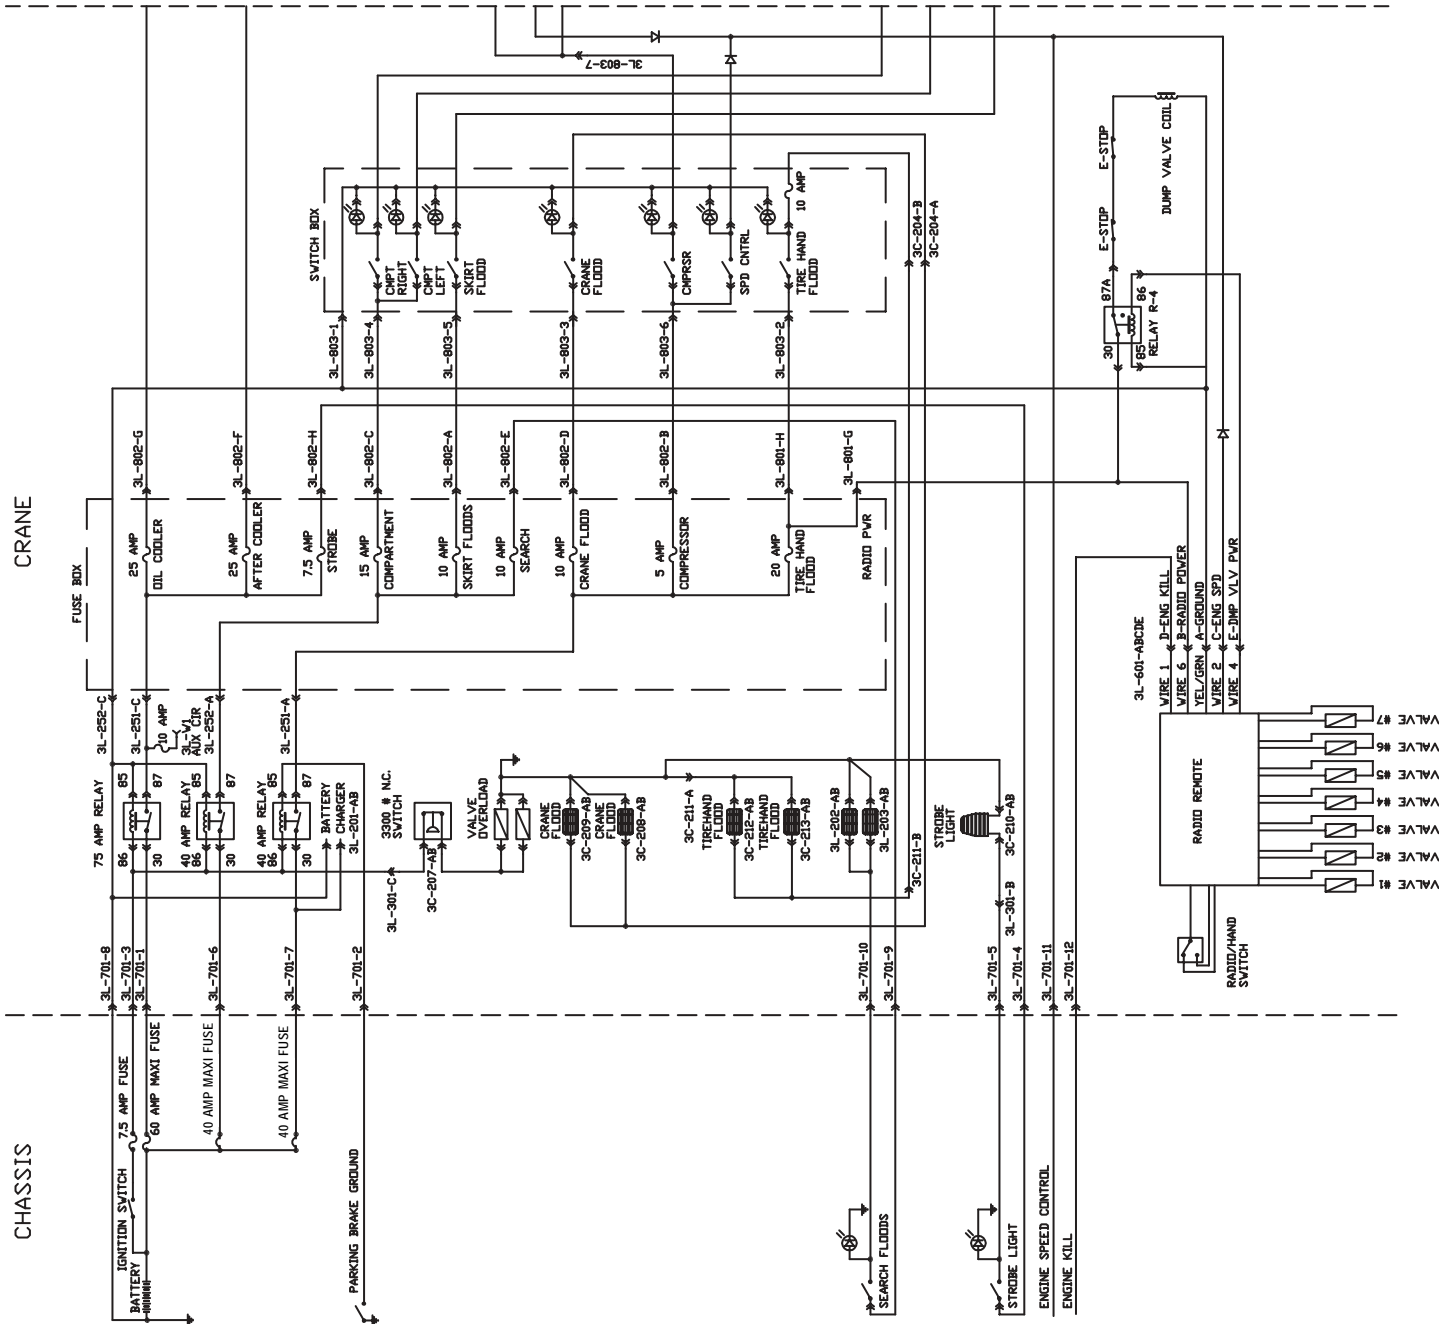 CRANE
CHASSIS
FUSE BOX
SWITCH BOX
3L-803-7
3L-802-G
3L-802-F
3L-802-H
3L-802-C
3L-802-A
3L-802-E
3L-802-D
3L-802-B
3L-801-H
3L-801-G
25 AMP
OIL COOLER
25 AMP
AFTER COOLER
7.5 AMP
STROBE
15 AMP
COMPARTMENT
10 AMP
SKIRT FLOODS
10 AMP
SEARCH
10 AMP
CRANE FLOOD
5 AMP
COMPRESSOR
20 AMP
TIRE HAND
FLOOD
RADIO PWR
3L-803-1
3L-803-4
3L-803-5
3L-803-3
3L-803-6
3L-803-2
CMPT
RIGHT
CMPT
LEFT
SKIRT
FLOOD
CRANE
FLOOD
CMPRSR
SPD CNTRL
TIRE HAND
FLOOD
10 AMP
3C-204-B
3C-204-A
E-STOP
E-STOP
DUMP VALVE COIL
87A
86
30
85
RELAY R-4
3L-252-C
3L-251-C
10 AMP
3L-W1
AUX CIR
3L-252-A
3L-251-A
75 AMP RELAY
85
87
86
30
40 AMP RELAY
85
87
86
30
40 AMP RELAY
85
87
86
30
BATTERY
CHARGER
3L-201-AB
3300 # N.C.
SWITCH
3L-301-C
3C-207-AB
VALVE
OVERLOAD
CRANE
FLOOD
3C-209-AB
CRANE
FLOOD
3C-208-AB
3C-211-A
TIREHAND
FLOOD
3C-212-AB
TIREHAND
FLOOD
3C-213-AB
3L-202-AB
3L-203-AB
3C-211-B
STROBE
LIGHT
3C-210-AB
3L-301-B
3L-601-ABCDE
WIRE 1 D-ENG KILL
WIRE 6 B-RADIO POWER
YEL/GRN A-GROUND
WIRE 2 C-ENG SPD
WIRE 4 E-DMP VLV PWR
RADIO REMOTE
RADIO/HAND
SWITCH
VALVE #7
VALVE #6
VALVE #5
VALVE #4
VALVE #3
VALVE #2
VALVE #1
3L-701-8
3L-701-3
3L-701-1
3L-701-6
3L-701-7
3L-701-2
3L-701-10
3L-701-9
3L-701-5
3L-701-4
3L-701-11
3L-701-12
7.5 AMP FUSE
60 AMP MAXI FUSE
40 AMP MAXI FUSE
40 AMP MAXI FUSE
IGNITION SWITCH
BATTERY
PARKING BRAKE GROUND
SEARCH FLOODS
STROBE LIGHT
ENGINE SPEED CONTROL
ENGINE KILL